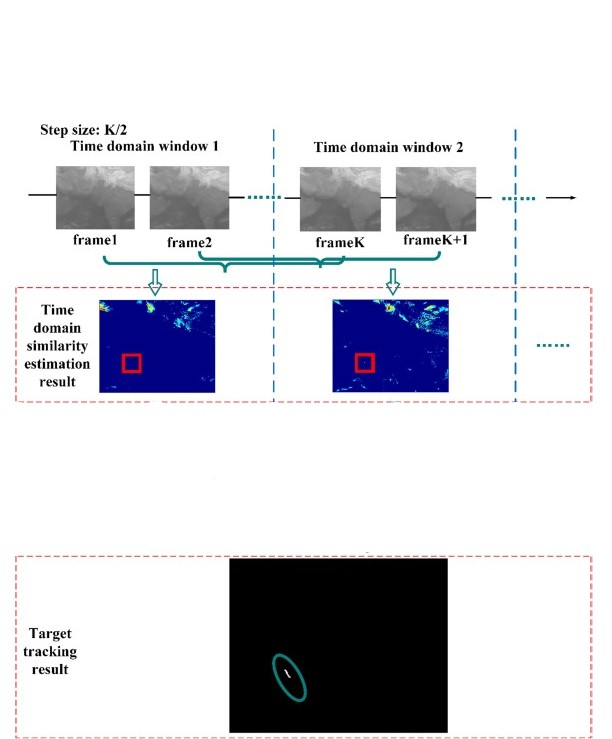 Step size: K/2
Time domain window 1
Time domain window 2
frame1
frame2
frameK
frameK+1
Time
domain
similarity
estimation
result
Target
tracking
result